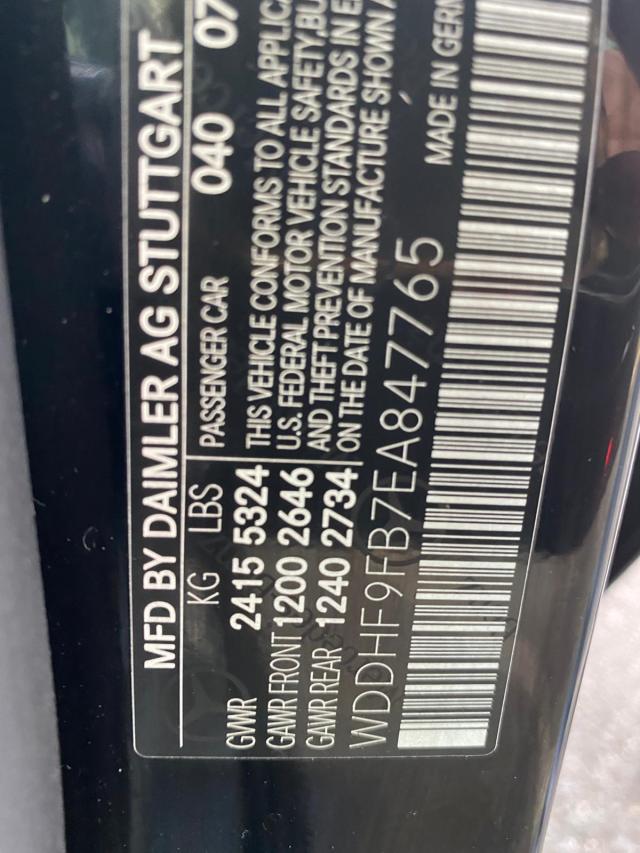 MFD BY DAIMLER AG STUTTGART
KG LBS PASSENGER CAR 040 07
GVWR 2415 5324 THIS VEHICLE CONFORMS TO ALL APPLICA
GAWR FRONT 1200 2646 U.S. FEDERAL MOTOR VEHICLE SAFETY,BU
GAWR REAR 1240 2734 AND THEFT PREVENTION STANDARDS IN E
ON THE DATE OF MANUFACTURE SHOWN A
WDDHF9FB7EA847765 MADE IN GERM